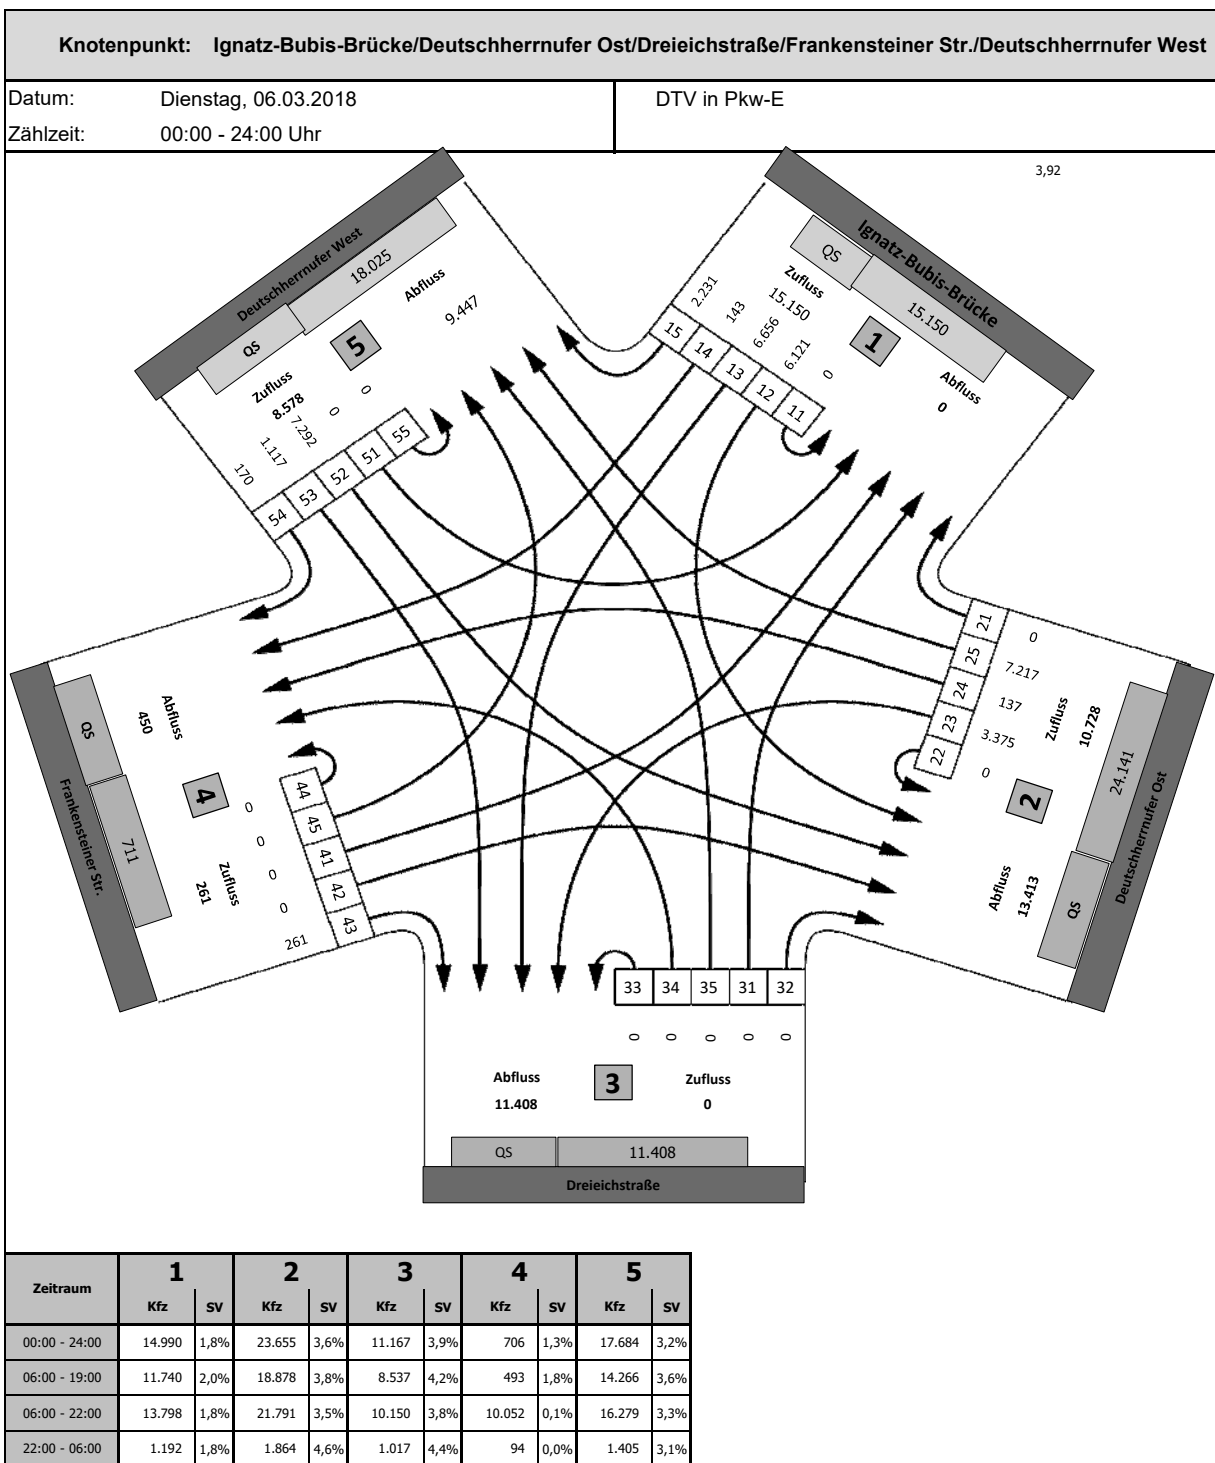 Knotenpunkt: Ignatz-Bubis-Brücke/Deutschherrnufer Ost/Dreieichstraße/Frankensteiner Str./Deutschherrnufer West
Datum: Dienstag, 06.03.2018
DTV in Pkw-E
Zählzeit: 00:00 - 24:00 Uhr
3,92
Deutschherrnufer West
QS 18.025
5
Abfluss
9.447
Zufluss
8.578
170 1.117 7.292 0 0
54 53 52 51 55
Ignatz-Bubis-Brücke
QS 15.150
1
Zufluss
15.150
Abfluss
0
2.231 143 6.656 6.121 0
15 14 13 12 11
21 0
25 7.217
24 137
23 3.375
22 0
Zufluss
10.728
2
Abfluss
13.413
24.141
QS
Deutschherrnufer Ost
Frankensteiner Str.
QS
711
Abfluss
450
4
Zufluss
261
0 44
0 45
0 41
0 42
261 43
33 34 35 31 32
0 0 0 0 0
Abfluss
11.408
3
Zufluss
0
QS 11.408
Dreieichstraße
Zeitraum 1 2 3 4 5
Kfz SV Kfz SV Kfz SV Kfz SV Kfz SV
00:00 - 24:00 14.990 1,8% 23.655 3,6% 11.167 3,9% 706 1,3% 17.684 3,2%
06:00 - 19:00 11.740 2,0% 18.878 3,8% 8.537 4,2% 493 1,8% 14.266 3,6%
06:00 - 22:00 13.798 1,8% 21.791 3,5% 10.150 3,8% 10.052 0,1% 16.279 3,3%
22:00 - 06:00 1.192 1,8% 1.864 4,6% 1.017 4,4% 94 0,0% 1.405 3,1%